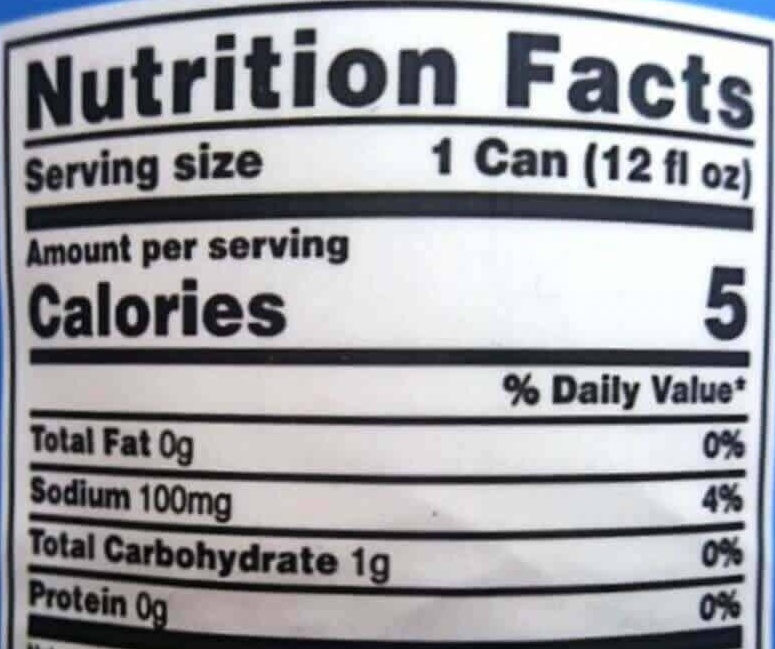 Nutrition Facts
Serving size 1 Can (12 fl oz)
Amount per serving
Calories 5
% Daily Value*
Total Fat 0g 0%
Sodium 100mg 4%
Total Carbohydrate 1g 0%
Protein 0g 0%